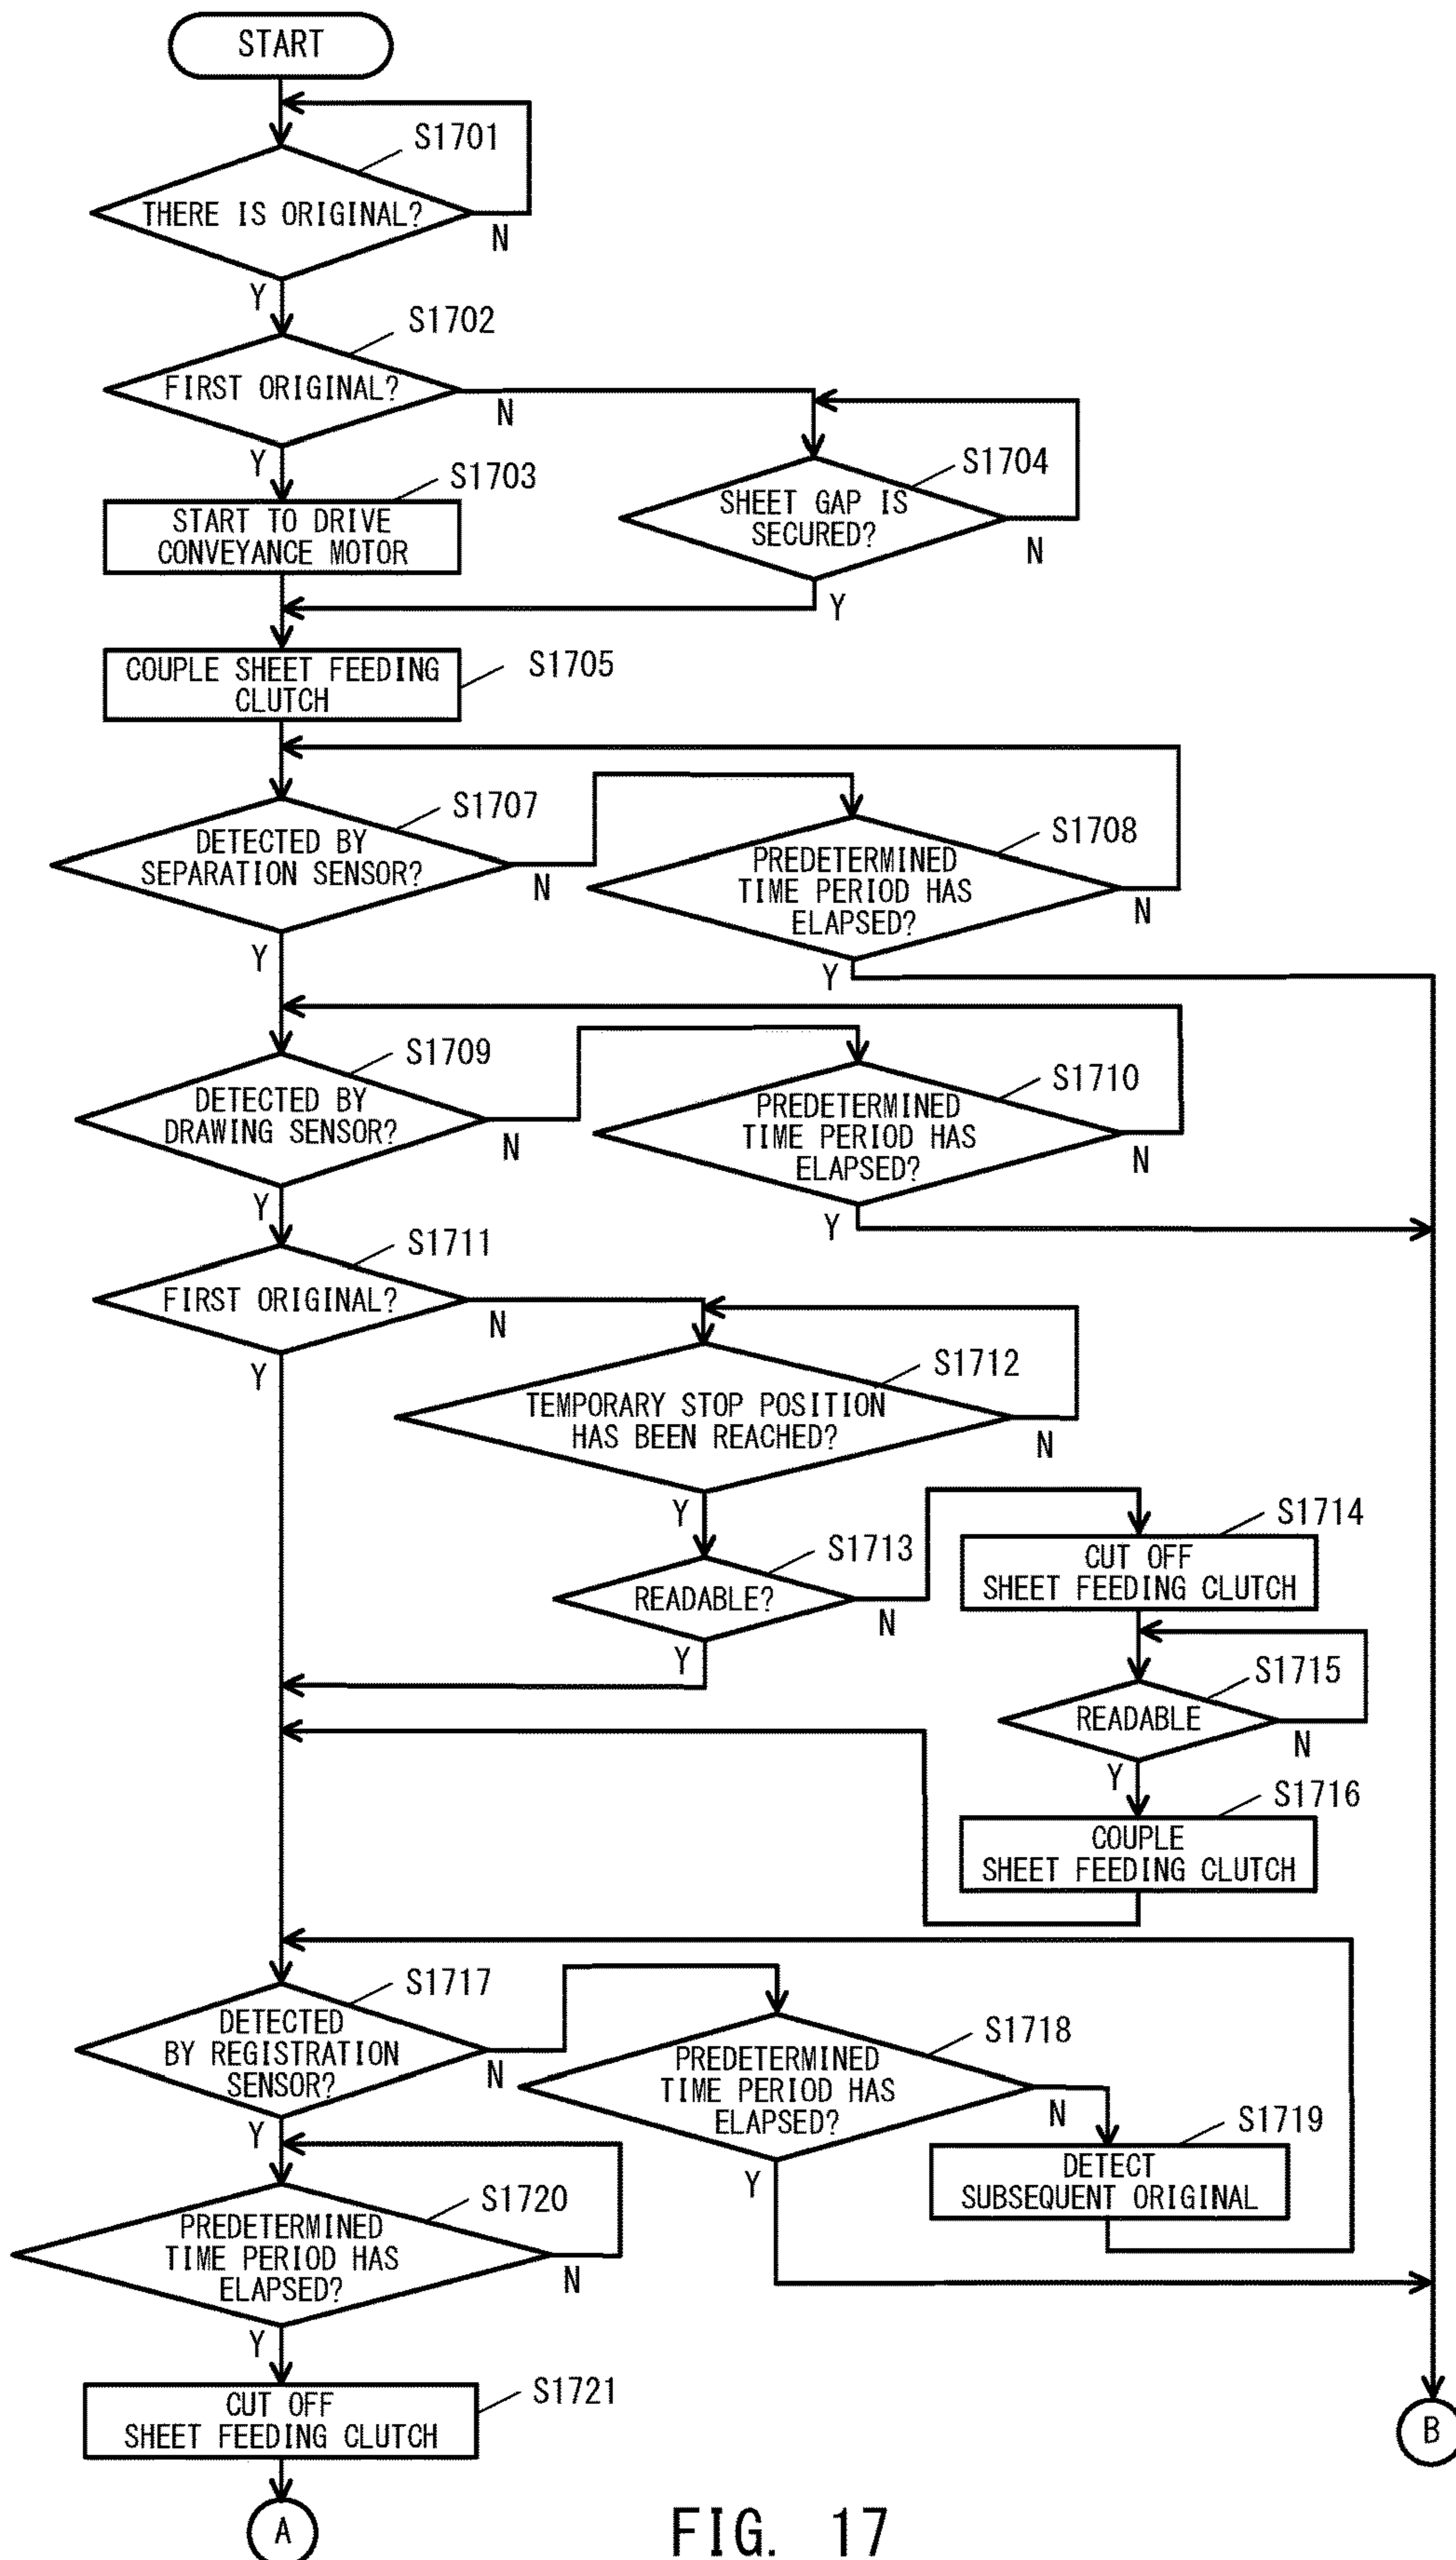 START
S1701
THERE IS ORIGINAL?
N
Y
S1702
FIRST ORIGINAL?
N
Y
S1703
START TO DRIVE
CONVEYANCE MOTOR
S1704
SHEET GAP IS
SECURED?
N
Y
S1705
COUPLE SHEET FEEDING
CLUTCH
S1707
DETECTED BY
SEPARATION SENSOR?
N
Y
S1708
PREDETERMINED
TIME PERIOD HAS
ELAPSED?
N
Y
S1709
DETECTED BY
DRAWING SENSOR?
N
Y
S1710
PREDETERMINED
TIME PERIOD HAS
ELAPSED?
N
Y
S1711
FIRST ORIGINAL?
N
Y
S1712
TEMPORARY STOP POSITION
HAS BEEN REACHED?
N
Y
S1713
READABLE?
N
Y
S1714
CUT OFF
SHEET FEEDING CLUTCH
S1715
READABLE
N
Y
S1716
COUPLE
SHEET FEEDING CLUTCH
S1717
DETECTED
BY REGISTRATION
SENSOR?
N
Y
S1718
PREDETERMINED
TIME PERIOD HAS
ELAPSED?
N
Y
S1719
DETECT
SUBSEQUENT ORIGINAL
S1720
PREDETERMINED
TIME PERIOD HAS
ELAPSED?
N
Y
S1721
CUT OFF
SHEET FEEDING CLUTCH
B
A
FIG. 17